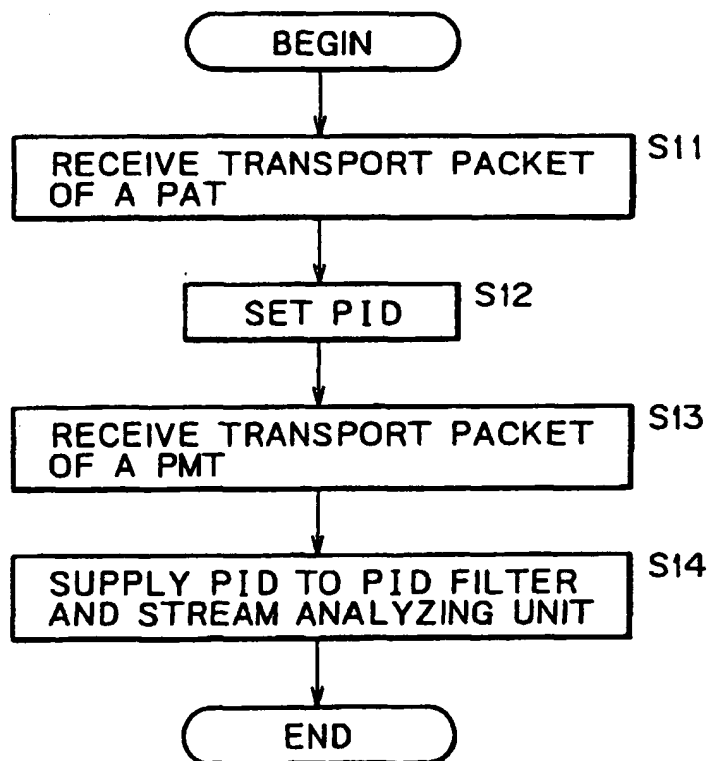 BEGIN
RECEIVE TRANSPORT PACKET
OF A PAT
S11
SET PID
S12
RECEIVE TRANSPORT PACKET
OF A PMT
S13
SUPPLY PID TO PID FILTER
AND STREAM ANALYZING UNIT
S14
END